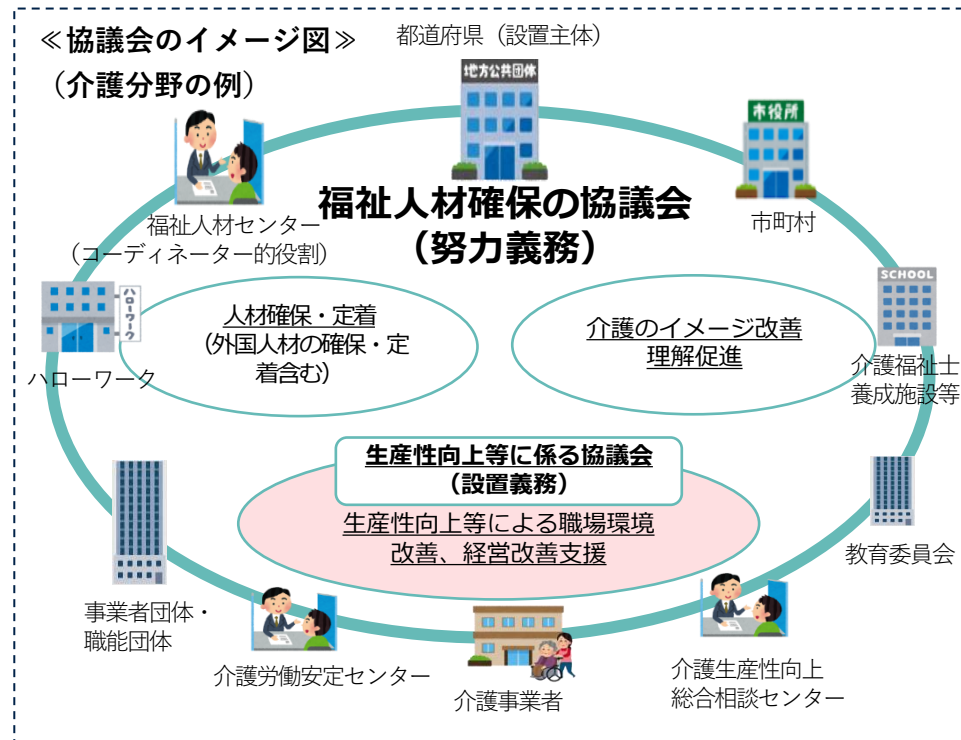 ≪協議会のイメージ図≫
（介護分野の例）
都道府県（設置主体）
地方公共団体
市役所
福祉人材センター
（コーディネーター的役割）
福祉人材確保の協議会
（努力義務）
市町村
SCHOOL
ハローワーク
ハローワーク
人材確保・定着
（外国人材の確保・定
着含む）
介護のイメージ改善
理解促進
介護福祉士
養成施設等
生産性向上等に係る協議会
（設置義務）
生産性向上等による職場環境
改善、経営改善支援
教育委員会
事業者団体・
職能団体
介護労働安定センター
介護事業者
介護生産性向上
総合相談センター